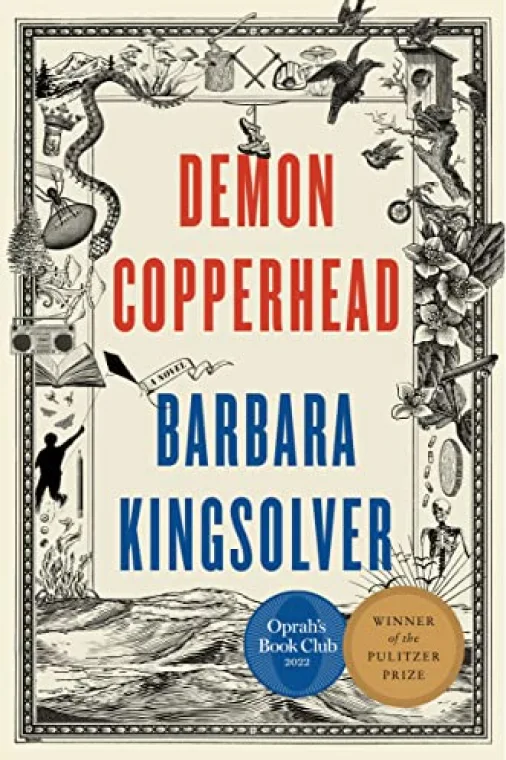 DEMON
COPPERHEAD
A NOVEL
BARBARA
KINGSOLVER
Oprah's
Book Club
2022
WINNER
of the
PULITZER
PRIZE